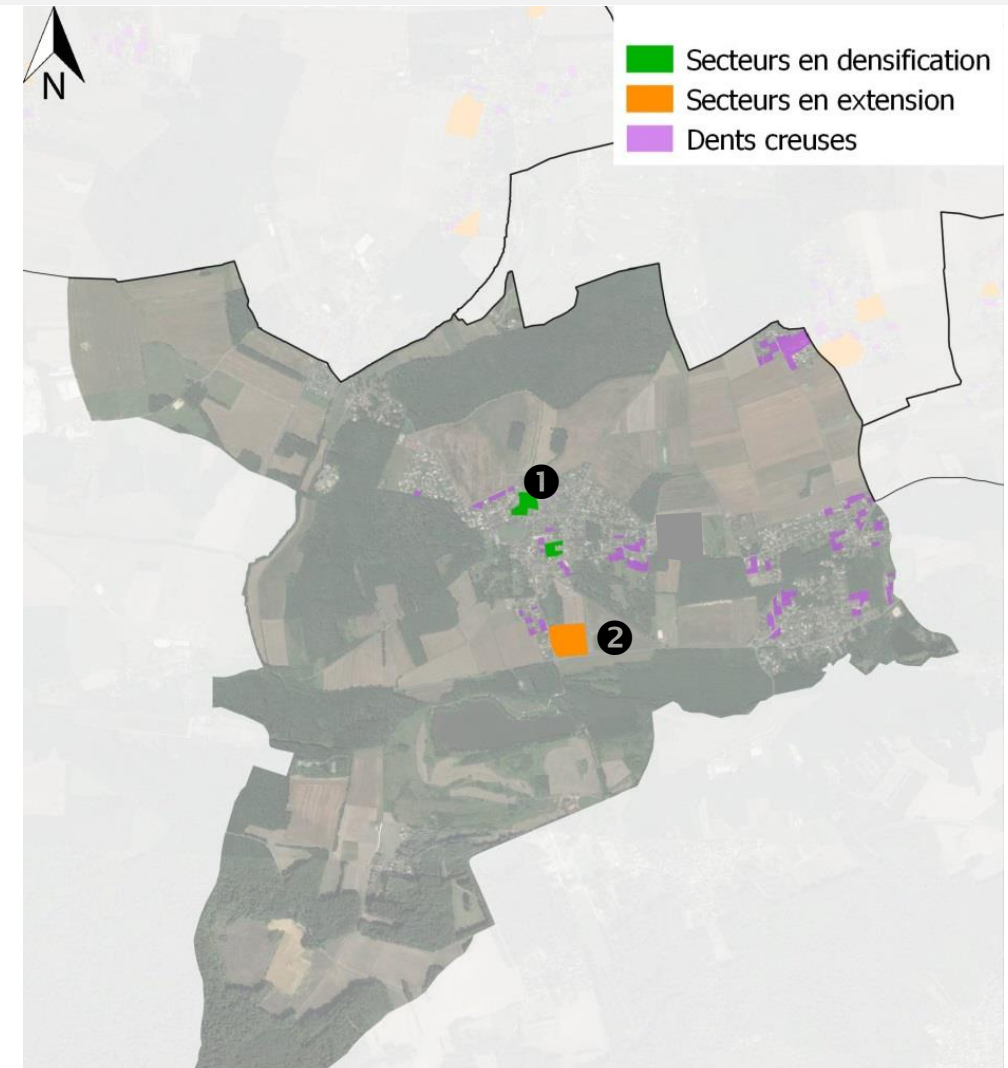 N
Secteurs en densification
Secteurs en extension
Dents creuses
1
2